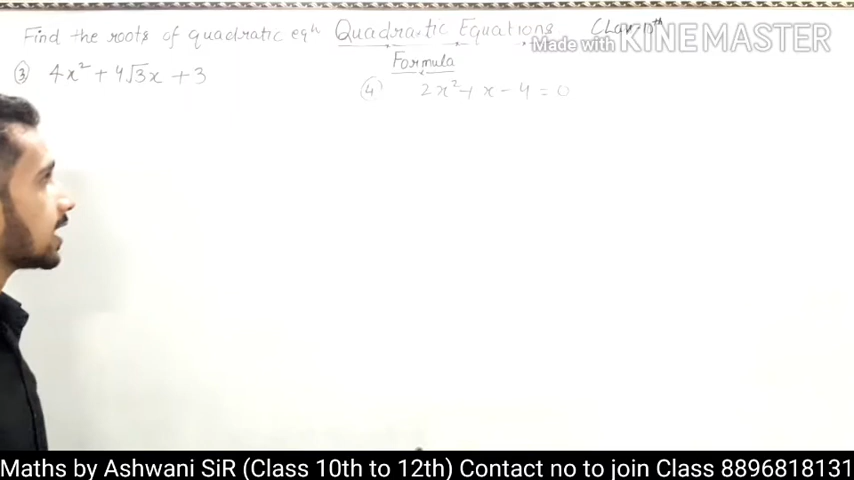 Find the roots of quadratic eqⁿ Quadratic Equations Class 10th
Made with KINEMASTER
Formula
③ 4x² + 4√3x + 3
④ 2x² + x - 4 = 0
Maths by Ashwani SiR (Class 10th to 12th) Contact no to join Class 8896818131